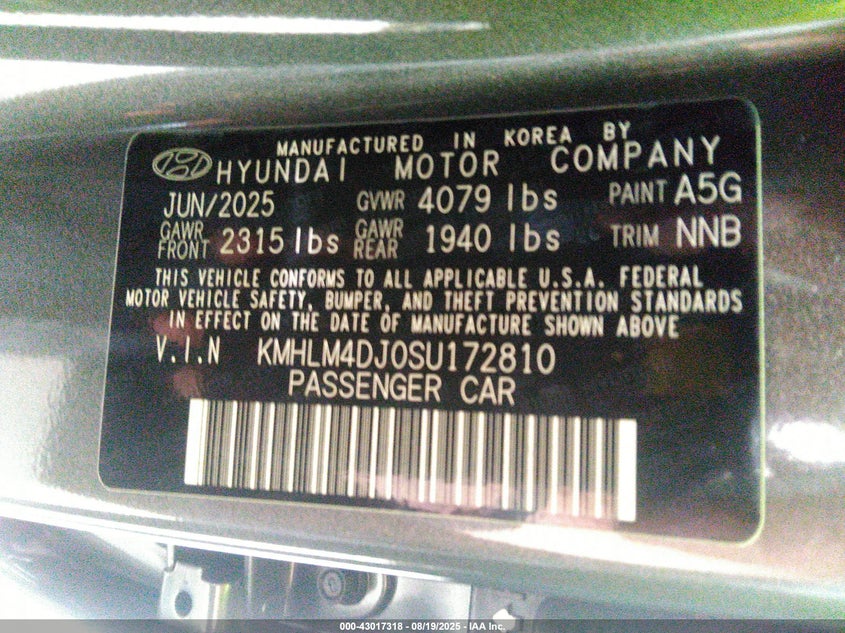 MANUFACTURED IN KOREA BY
HYUNDAI MOTOR COMPANY
JUN/2025 GVWR 4079 lbs PAINT A5G
GAWR FRONT 2315 lbs GAWR REAR 1940 lbs TRIM NNB
THIS VEHICLE CONFORMS TO ALL APPLICABLE U.S.A. FEDERAL
MOTOR VEHICLE SAFETY, BUMPER, AND THEFT PREVENTION STANDARDS
IN EFFECT ON THE DATE OF MANUFACTURE SHOWN ABOVE
V.I.N KMHLM4DJ0SU172810
PASSENGER CAR
000-43017318 - 08/19/2025 - IAA Inc.